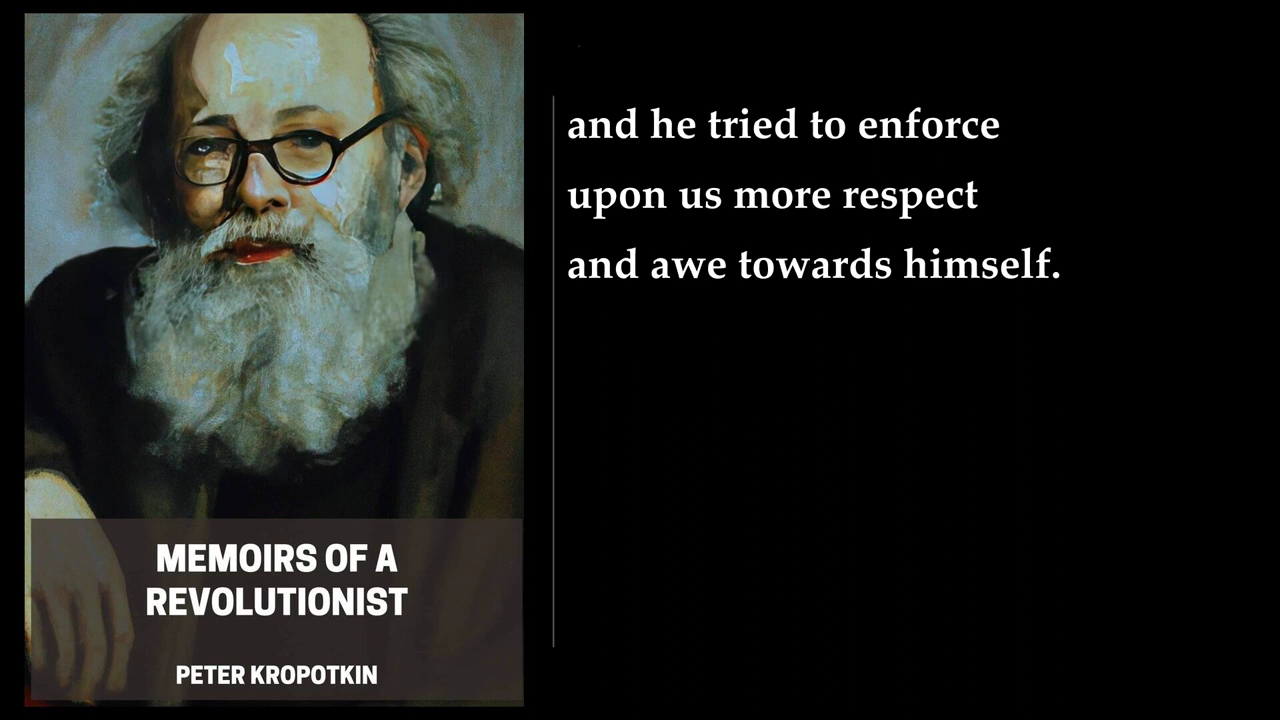 and he tried to enforce
upon us more respect
and awe towards himself.
MEMOIRS OF A
REVOLUTIONIST
PETER KROPOTKIN